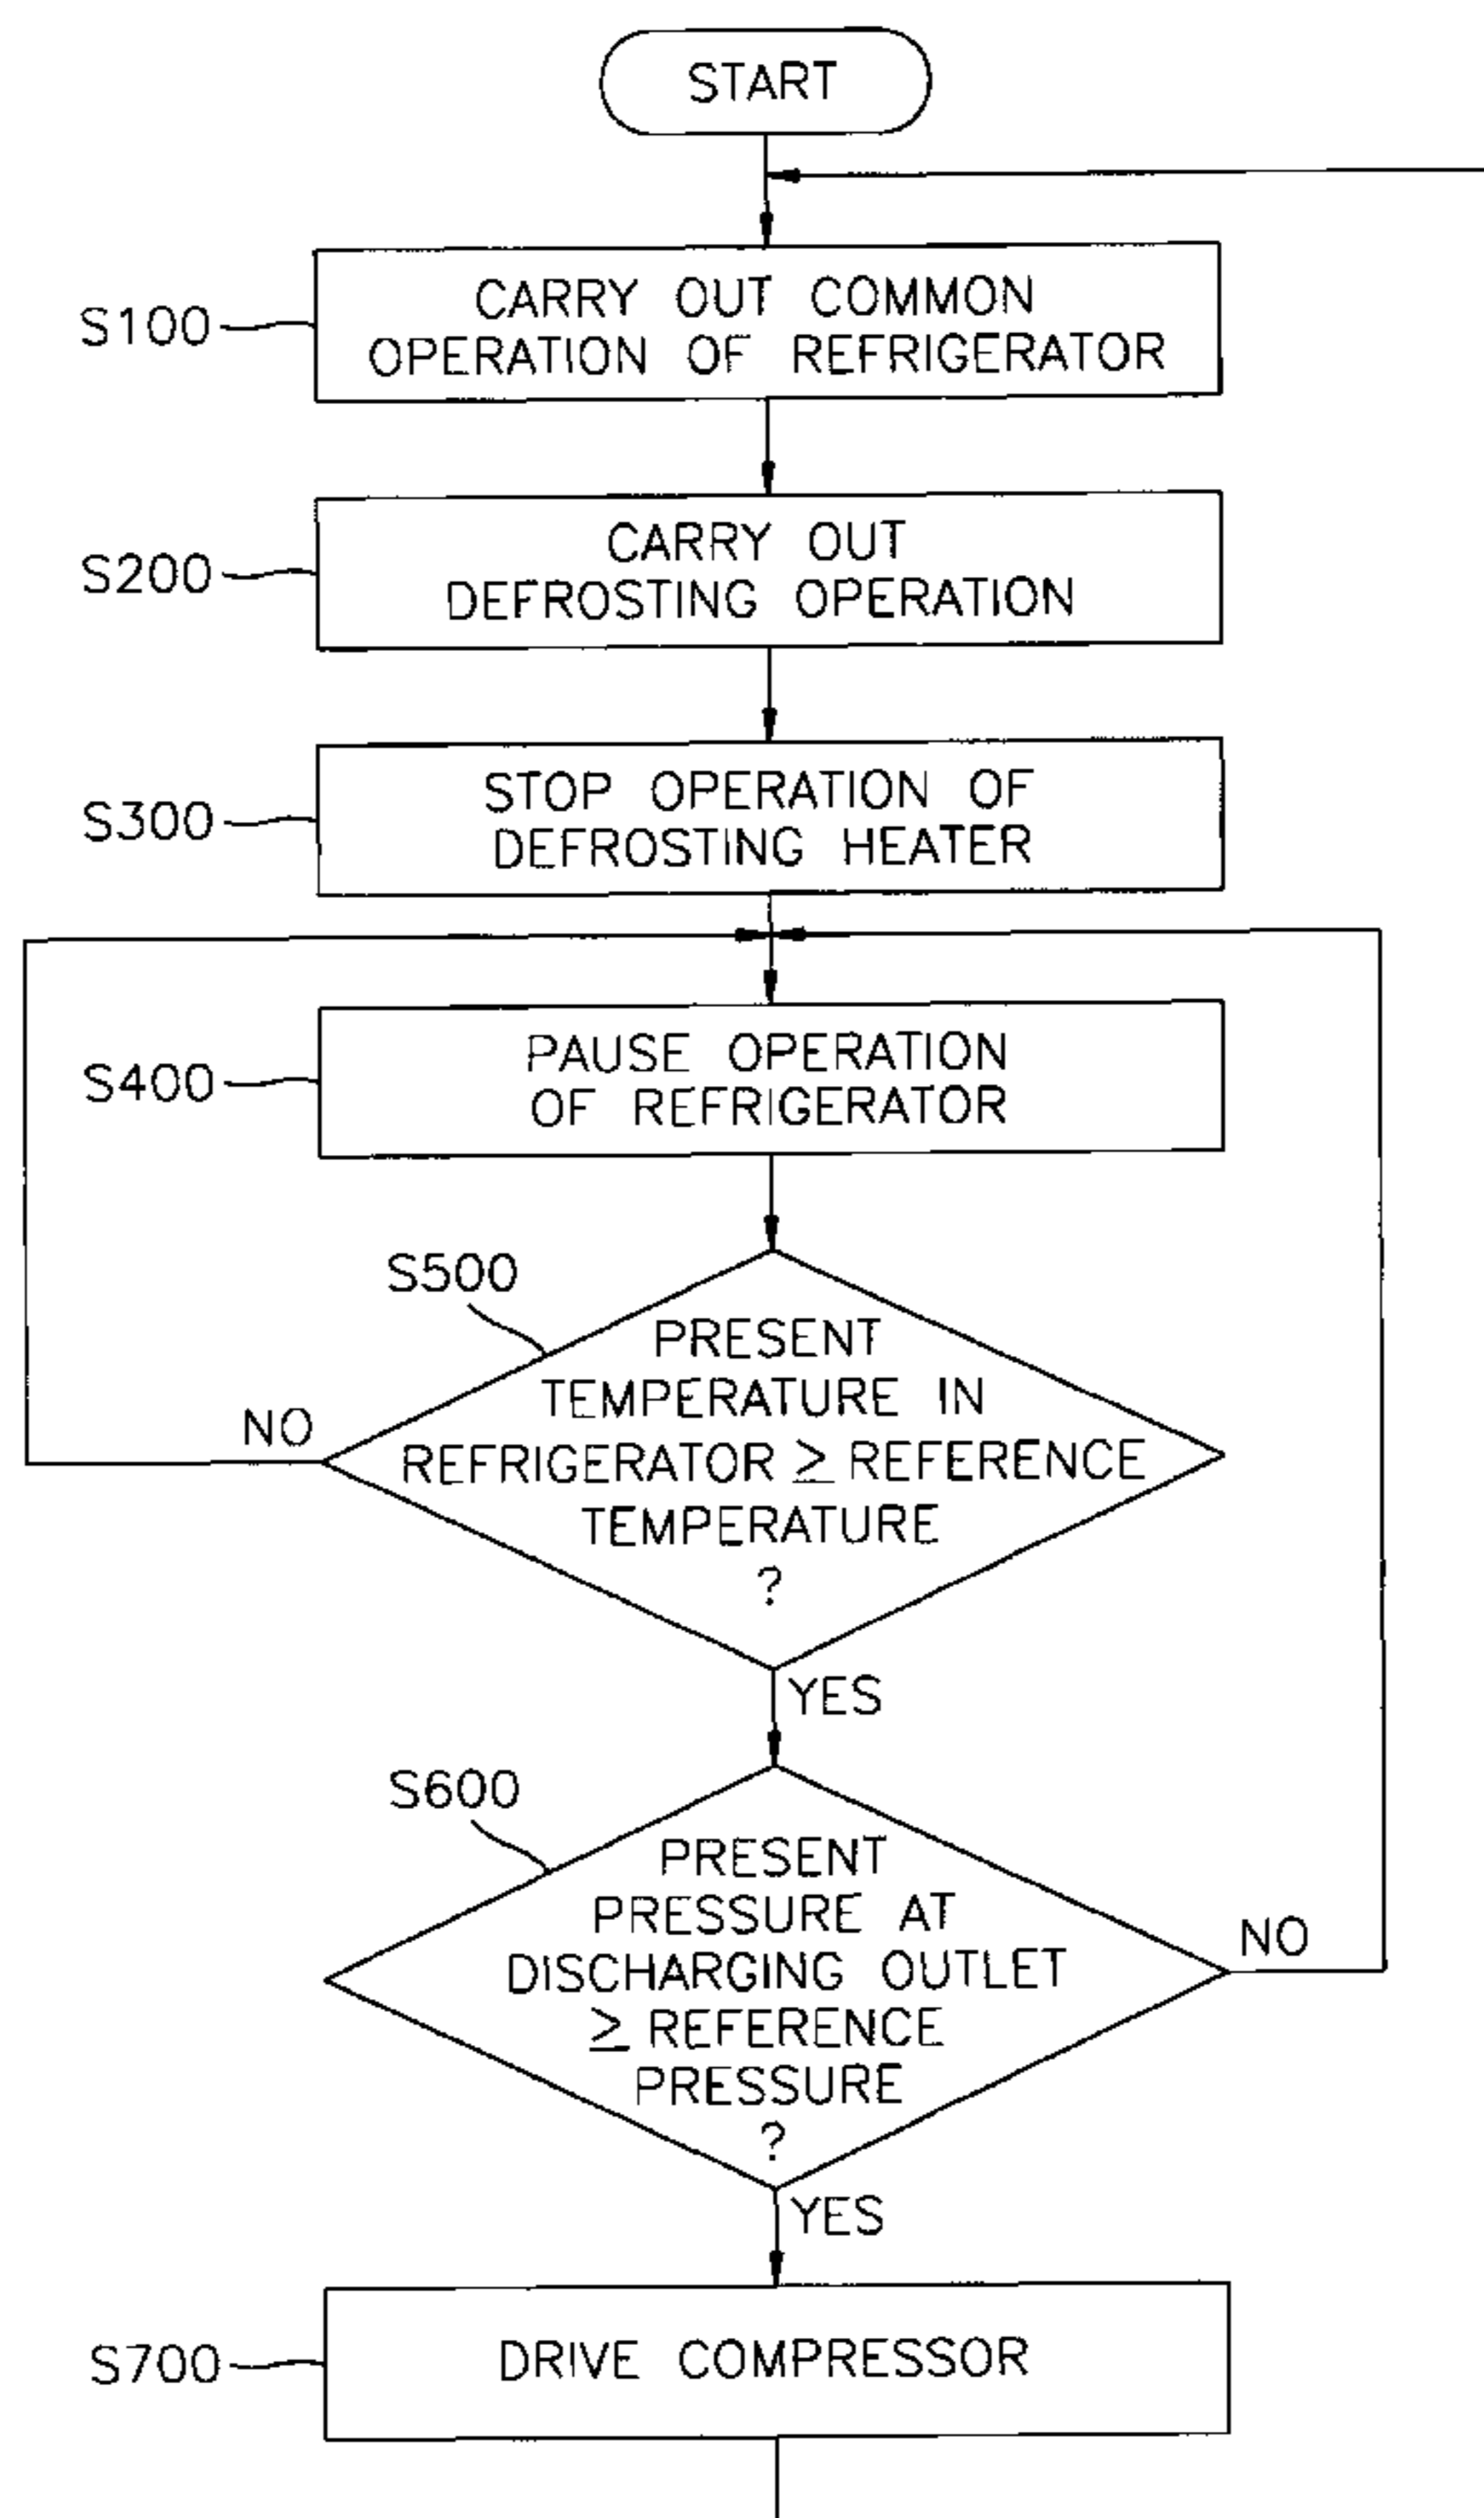 START
S100
CARRY OUT COMMON
OPERATION OF REFRIGERATOR
S200
CARRY OUT
DEFROSTING OPERATION
S300
STOP OPERATION OF
DEFROSTING HEATER
S400
PAUSE OPERATION
OF REFRIGERATOR
S500
PRESENT
TEMPERATURE IN
REFRIGERATOR ≥ REFERENCE
TEMPERATURE
?
NO
YES
S600
PRESENT
PRESSURE AT
DISCHARGING OUTLET
≥ REFERENCE
PRESSURE
?
NO
YES
S700
DRIVE COMPRESSOR